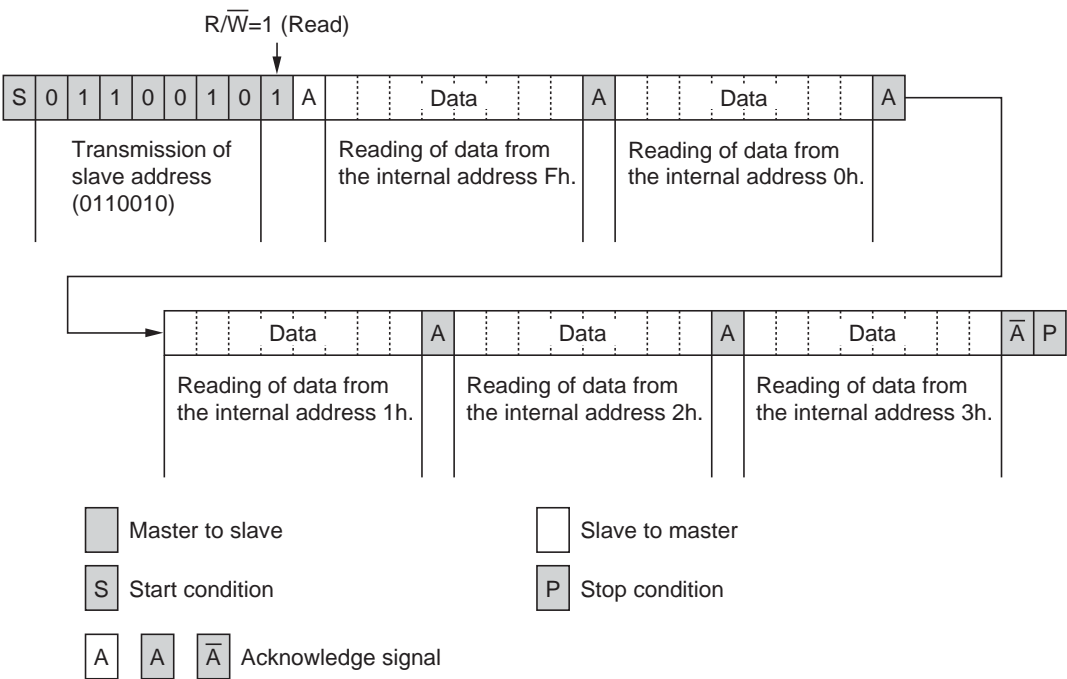 R/W̅=1 (Read)
S 0 1 1 0 0 1 0 1 A Data A Data A
Transmission of
slave address
(0110010)
Reading of data from
the internal address Fh.
Reading of data from
the internal address 0h.
Data A Data A Data A̅ P
Reading of data from
the internal address 1h.
Reading of data from
the internal address 2h.
Reading of data from
the internal address 3h.
Master to slave
Slave to master
S Start condition
P Stop condition
A A A̅ Acknowledge signal